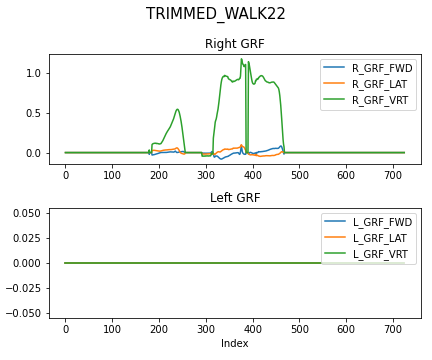 TRIMMED_WALK22
Right GRF
1.0
0.5
0.0
R_GRF_FWD
R_GRF_LAT
R_GRF_VRT
0 100 200 300 400 500 600 700
Left GRF
0.050
0.025
0.000
−0.025
−0.050
L_GRF_FWD
L_GRF_LAT
L_GRF_VRT
0 100 200 300 400 500 600 700
Index